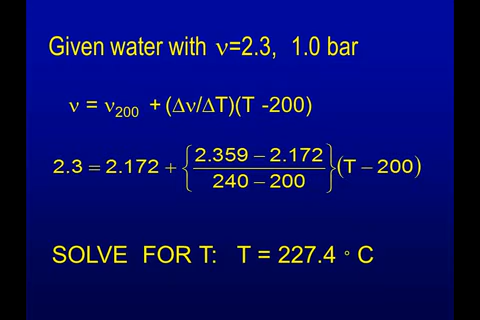 Given water with ν=2.3, 1.0 bar
ν = ν₂₀₀ + (Δν/ΔT)(T -200)
2.3 = 2.172 + {(2.359 − 2.172)/(240 − 200)}(T − 200)
SOLVE FOR T: T = 227.4 ° C